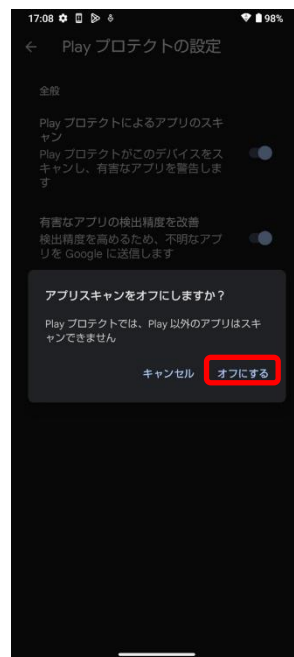 17:08 98%
Play プロテクトの設定
全般
Play プロテクトによるアプリのスキ
ャン
Play プロテクトがこのデバイスをス
キャンし、有害なアプリを警告しま
す
有害なアプリの検出精度を改善
検出精度を高めるため、不明なアプ
リを Google に送信します
アプリスキャンをオフにしますか？
Play プロテクトでは、Play 以外のアプリはスキ
ャンできません
キャンセル オフにする